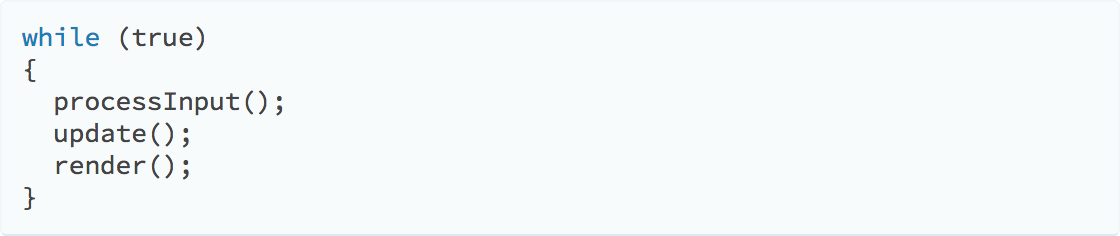 while (true)
{
  processInput();
  update();
  render();
}